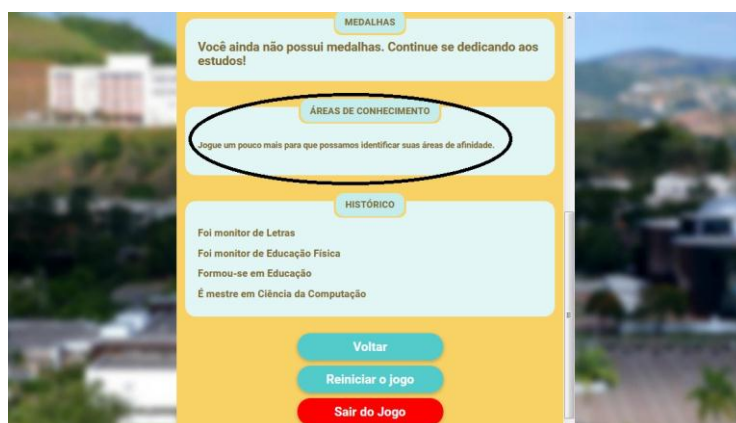 MEDALHAS
Você ainda não possui medalhas. Continue se dedicando aos
estudos!
ÁREAS DE CONHECIMENTO
Jogue um pouco mais para que possamos identificar suas áreas de afinidade.
HISTÓRICO
Foi monitor de Letras
Foi monitor de Educação Física
Formou-se em Educação
É mestre em Ciência da Computação
Voltar
Reiniciar o jogo
Sair do Jogo